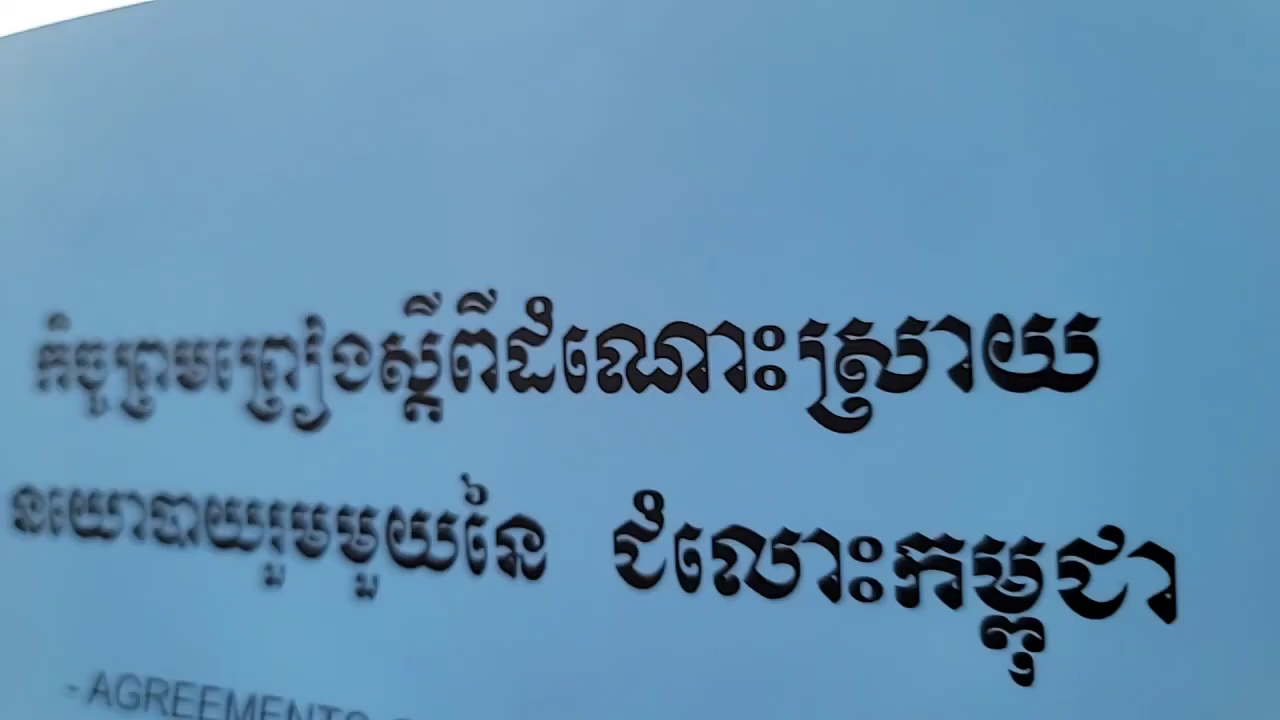 កិច្ចព្រមព្រៀងស្ដីពីដំណោះស្រាយ
នយោបាយរួមមួយនៃ ជំលោះកម្ពុជា
- AGREEMENTS